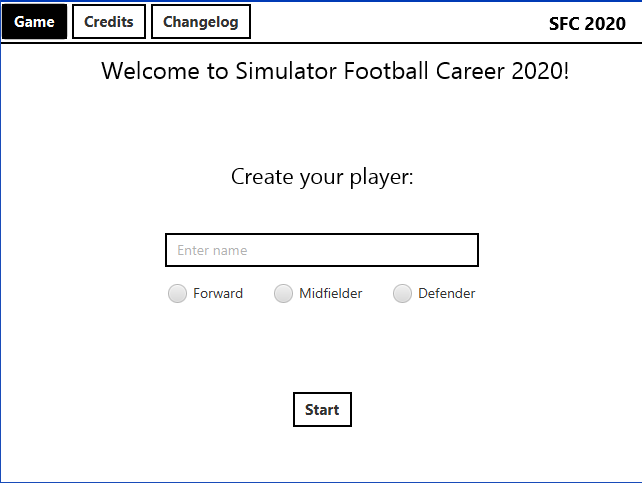 Game Credits Changelog SFC 2020
Welcome to Simulator Football Career 2020!
Create your player:
Enter name
Forward Midfielder Defender
Start